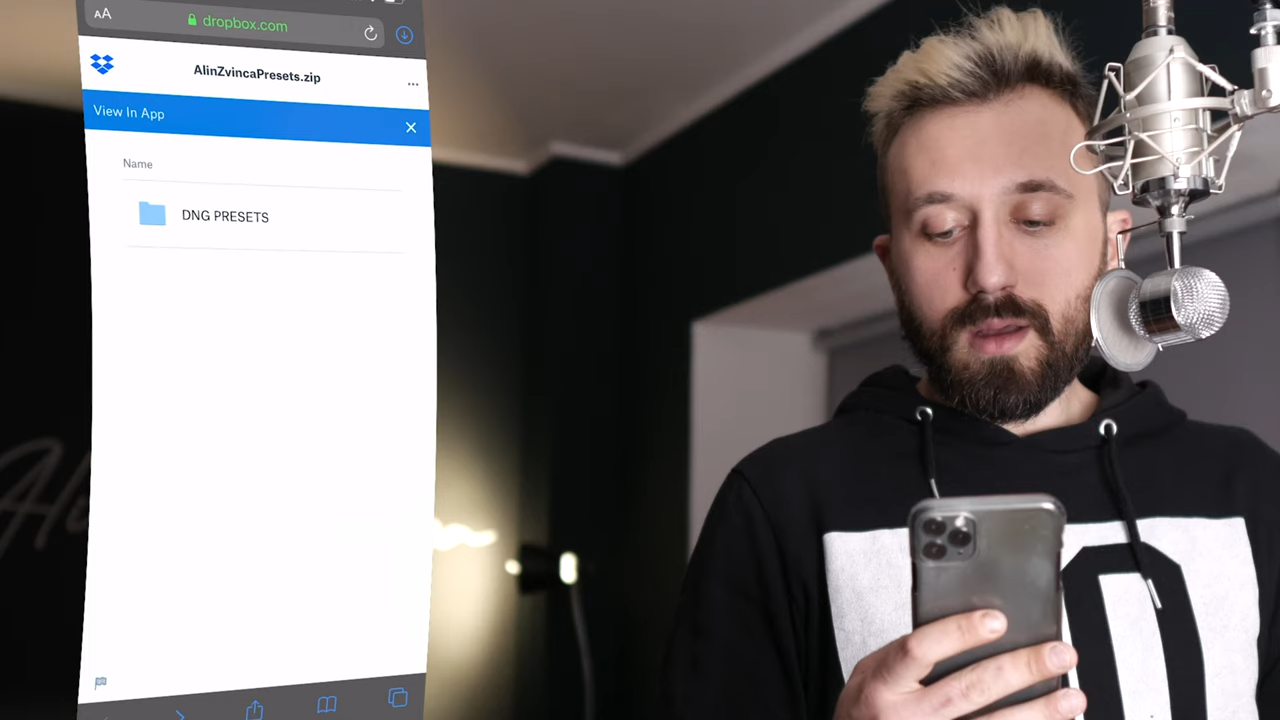 AA
dropbox.com
AlinZvincaPresets.zip
...
View In App
Name
DNG PRESETS